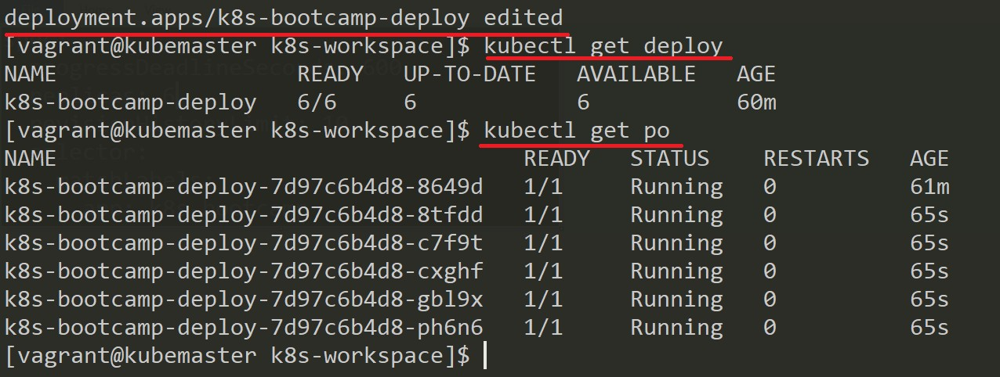 deployment.apps/k8s-bootcamp-deploy edited
[vagrant@kubemaster k8s-workspace]$ kubectl get deploy
NAME READY UP-TO-DATE AVAILABLE AGE
k8s-bootcamp-deploy 6/6 6 6 60m
[vagrant@kubemaster k8s-workspace]$ kubectl get po
NAME READY STATUS RESTARTS AGE
k8s-bootcamp-deploy-7d97c6b4d8-8649d 1/1 Running 0 61m
k8s-bootcamp-deploy-7d97c6b4d8-8tfdd 1/1 Running 0 65s
k8s-bootcamp-deploy-7d97c6b4d8-c7f9t 1/1 Running 0 65s
k8s-bootcamp-deploy-7d97c6b4d8-cxghf 1/1 Running 0 65s
k8s-bootcamp-deploy-7d97c6b4d8-gbl9x 1/1 Running 0 65s
k8s-bootcamp-deploy-7d97c6b4d8-ph6n6 1/1 Running 0 65s
[vagrant@kubemaster k8s-workspace]$